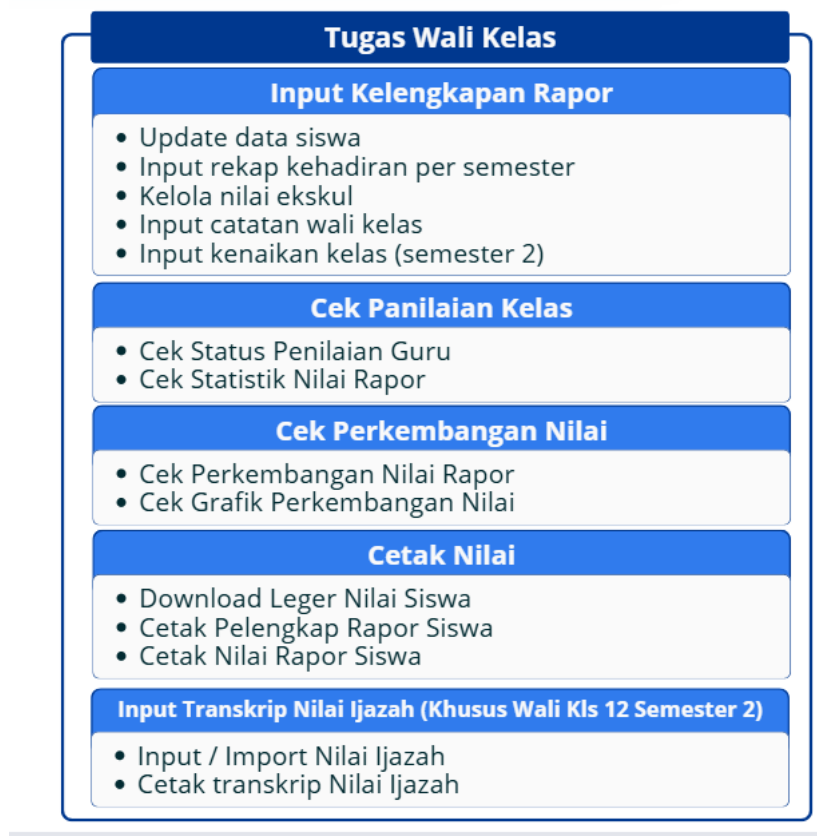 Tugas Wali Kelas
Input Kelengkapan Rapor
• Update data siswa
• Input rekap kehadiran per semester
• Kelola nilai ekskul
• Input catatan wali kelas
• Input kenaikan kelas (semester 2)
Cek Panilaian Kelas
• Cek Status Penilaian Guru
• Cek Statistik Nilai Rapor
Cek Perkembangan Nilai
• Cek Perkembangan Nilai Rapor
• Cek Grafik Perkembangan Nilai
Cetak Nilai
• Download Leger Nilai Siswa
• Cetak Pelengkap Rapor Siswa
• Cetak Nilai Rapor Siswa
Input Transkrip Nilai Ijazah (Khusus Wali Kls 12 Semester 2)
• Input / Import Nilai Ijazah
• Cetak transkrip Nilai Ijazah